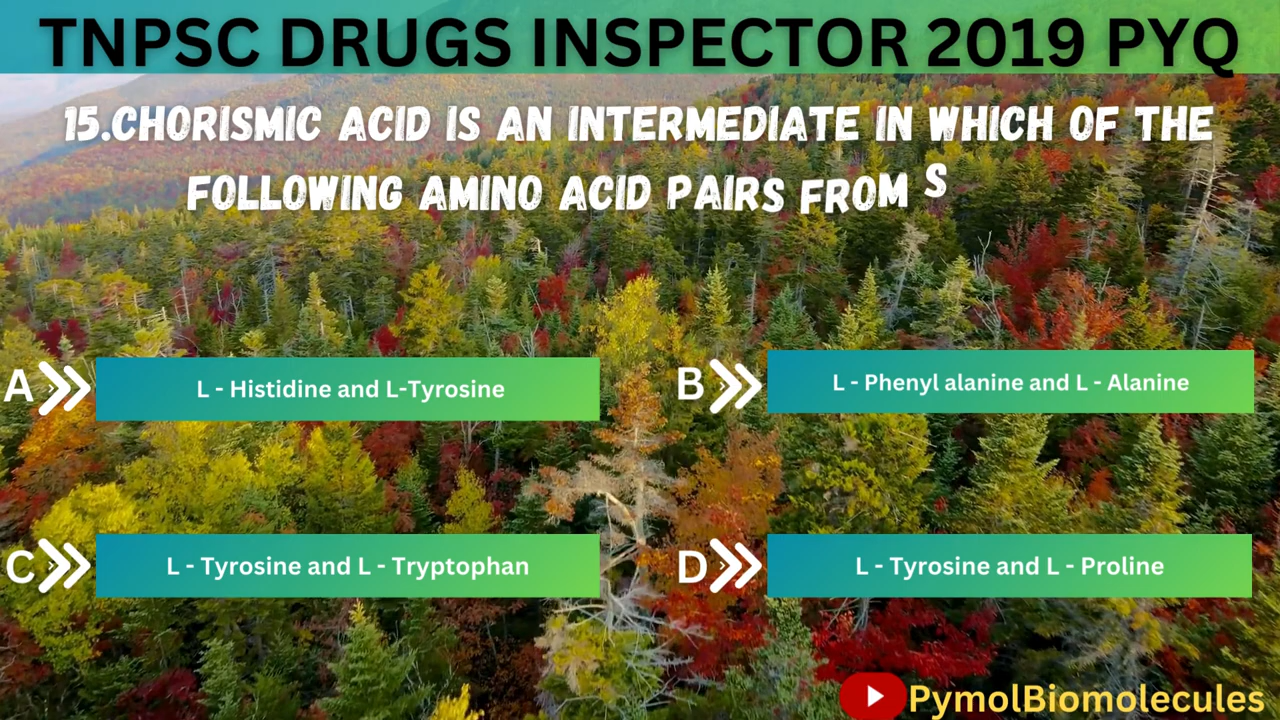 TNPSC DRUGS INSPECTOR 2019 PYQ
15.CHORISMIC ACID IS AN INTERMEDIATE IN WHICH OF THE
FOLLOWING AMINO ACID PAIRS FROM S
A
L - Histidine and L-Tyrosine
B
L - Phenyl alanine and L - Alanine
C
L - Tyrosine and L - Tryptophan
D
L - Tyrosine and L - Proline
PymolBiomolecules